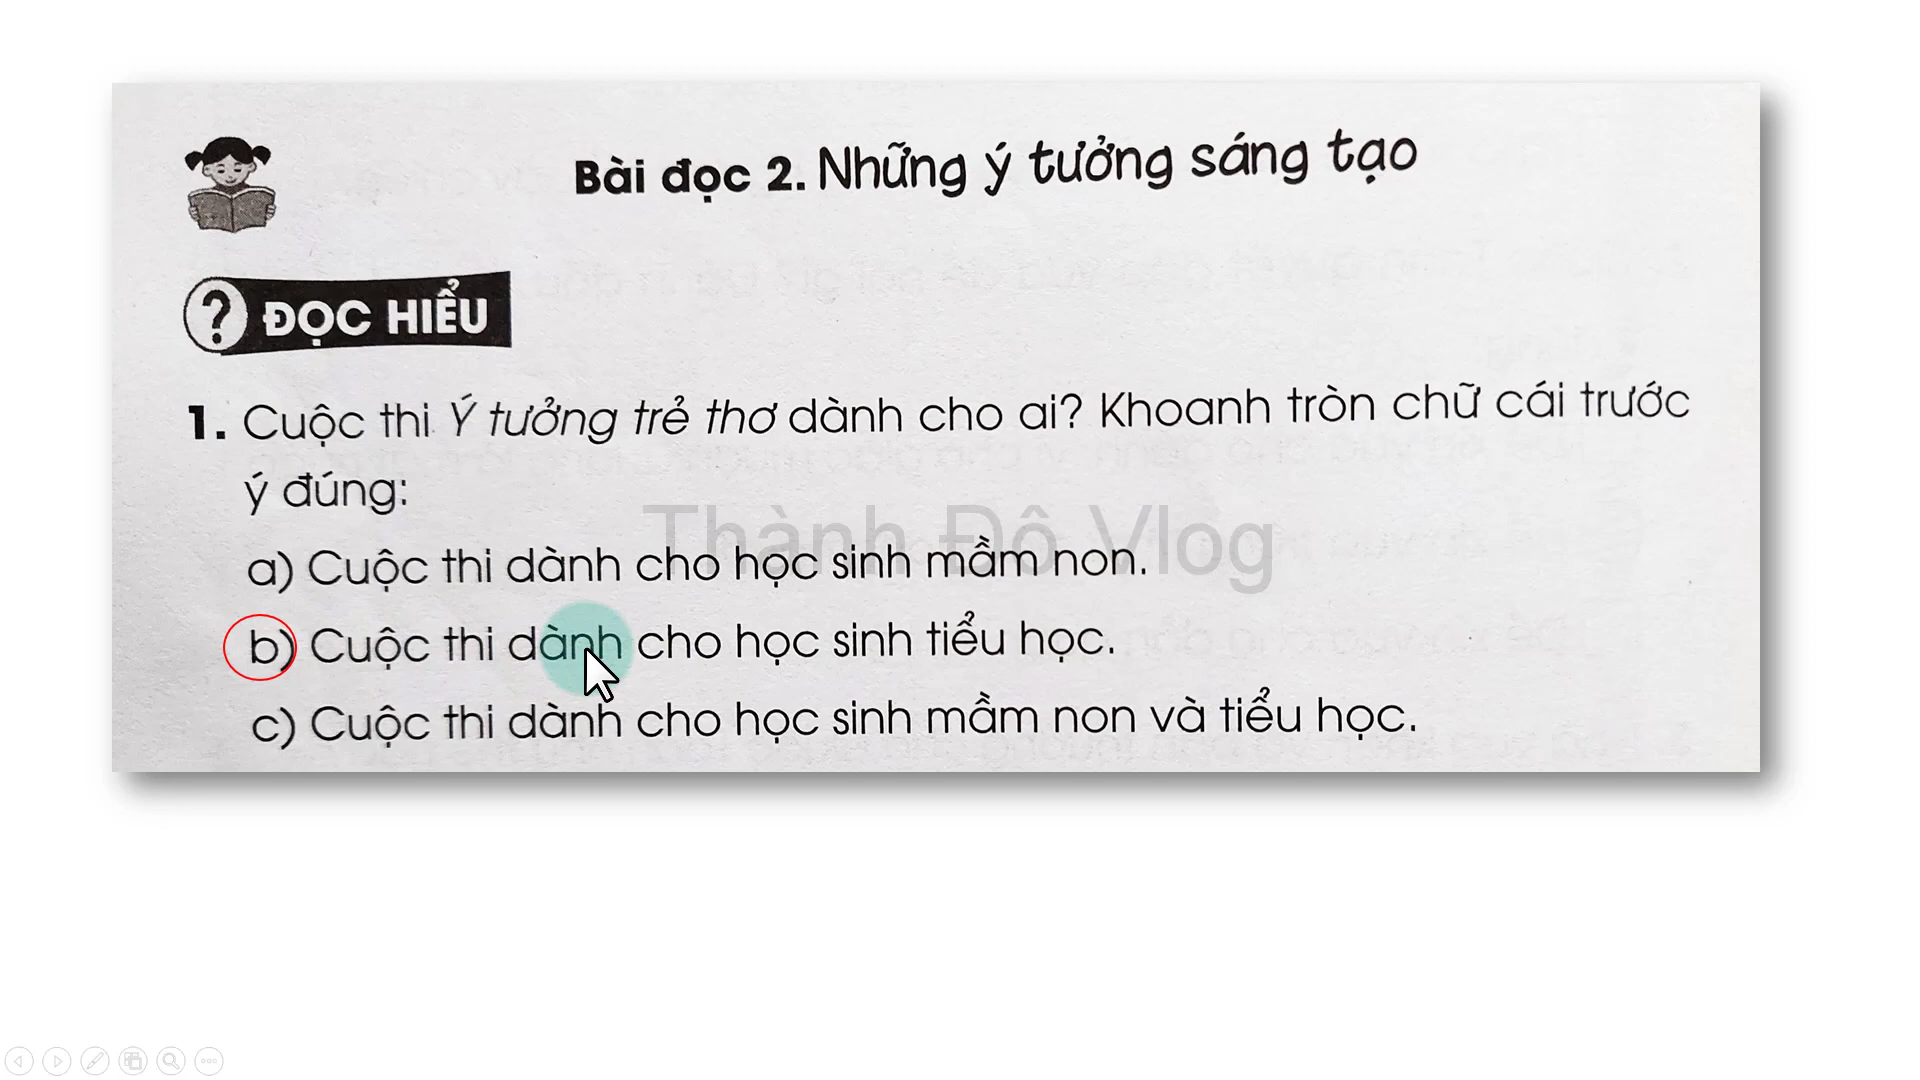 Bài đọc 2. Những ý tưởng sáng tạo
? ĐỌC HIỂU
1. Cuộc thi Ý tưởng trẻ thơ dành cho ai? Khoanh tròn chữ cái trước
ý đúng:
Thành Đô Vlog
a) Cuộc thi dành cho học sinh mầm non.
b) Cuộc thi dành cho học sinh tiểu học.
c) Cuộc thi dành cho học sinh mầm non và tiểu học.